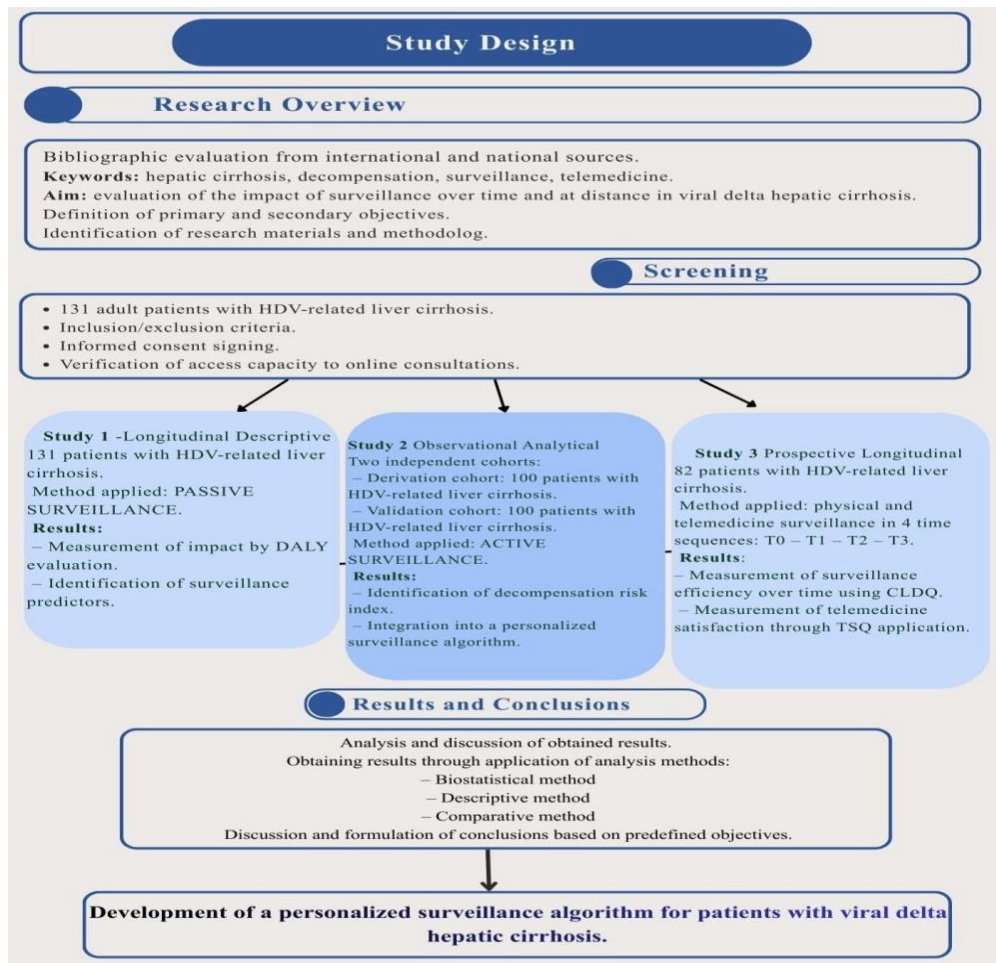 Study Design
Research Overview
Bibliographic evaluation from international and national sources.
Keywords: hepatic cirrhosis, decompensation, surveillance, telemedicine.
Aim: evaluation of the impact of surveillance over time and at distance in viral delta hepatic cirrhosis.
Definition of primary and secondary objectives.
Identification of research materials and methodolog.
Screening
• 131 adult patients with HDV-related liver cirrhosis.
• Inclusion/exclusion criteria.
• Informed consent signing.
• Verification of access capacity to online consultations.
Study 1 -Longitudinal Descriptive
131 patients with HDV-related liver
cirrhosis.
Method applied: PASSIVE
SURVEILLANCE.
Results:
– Measurement of impact by DALY
evaluation.
– Identification of surveillance
predictors.
Study 2 Observational Analytical
Two independent cohorts:
– Derivation cohort: 100 patients with
HDV-related liver cirrhosis.
– Validation cohort: 100 patients with
HDV-related liver cirrhosis.
Method applied: ACTIVE
SURVEILLANCE.
Results:
– Identification of decompensation risk
index.
– Integration into a personalized
surveillance algorithm.
Study 3 Prospective Longitudinal
82 patients with HDV-related liver
cirrhosis.
Method applied: physical and
telemedicine surveillance in 4 time
sequences: T0 – T1 – T2 – T3.
Results:
– Measurement of surveillance
efficiency over time using CLDQ.
– Measurement of telemedicine
satisfaction through TSQ application.
Results and Conclusions
Analysis and discussion of obtained results.
Obtaining results through application of analysis methods:
– Biostatistical method
– Descriptive method
– Comparative method
Discussion and formulation of conclusions based on predefined objectives.
Development of a personalized surveillance algorithm for patients with viral delta
hepatic cirrhosis.